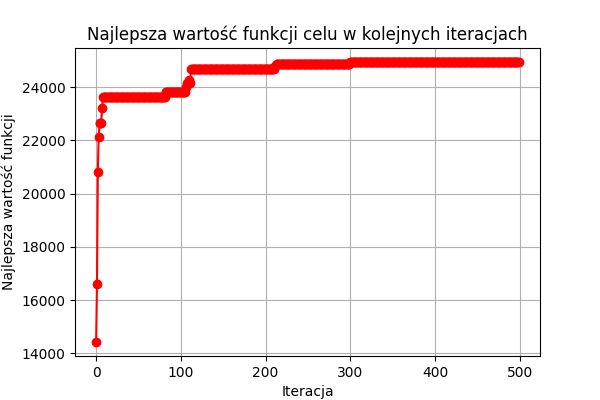 Najlepsza wartość funkcji celu w kolejnych iteracjach
Najlepsza wartość funkcji
24000
22000
20000
18000
16000
14000
0 100 200 300 400 500
Iteracja